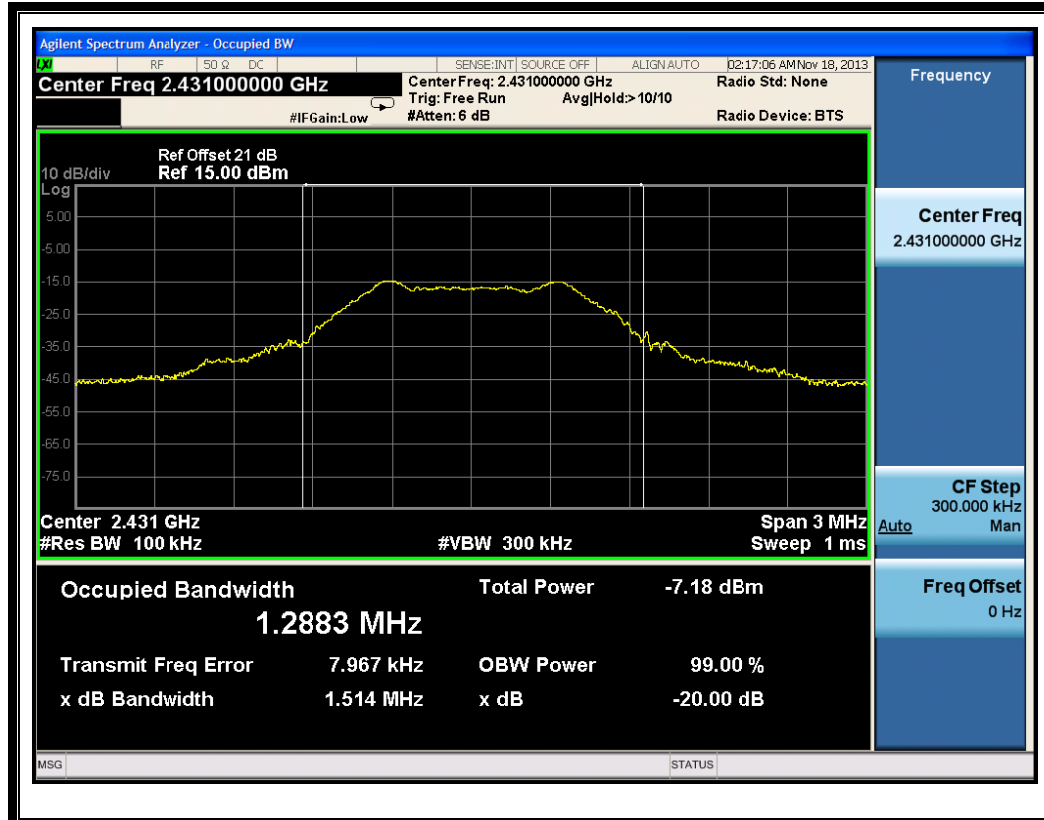 Agilent Spectrum Analyzer - Occupied BW
LXI RF 50 Ω DC SENSE:INT SOURCE OFF ALIGN AUTO 02:17:06 AM Nov 18, 2013
Center Freq 2.431000000 GHz
Center Freq: 2.431000000 GHz
Radio Std: None
Trig: Free Run Avg|Hold:> 10/10
#IFGain:Low
#Atten: 6 dB
Radio Device: BTS
Ref Offset 21 dB
10 dB/div Ref 15.00 dBm
Log
5.00
-5.00
-15.0
-25.0
-35.0
-45.0
-55.0
-65.0
-75.0
Center 2.431 GHz Span 3 MHz
#Res BW 100 kHz #VBW 300 kHz Sweep 1 ms
Occupied Bandwidth
1.2883 MHz
Total Power -7.18 dBm
Transmit Freq Error 7.967 kHz OBW Power 99.00 %
x dB Bandwidth 1.514 MHz x dB -20.00 dB
MSG STATUS
Frequency
Center Freq
2.431000000 GHz
CF Step
300.000 kHz
Auto Man
Freq Offset
0 Hz